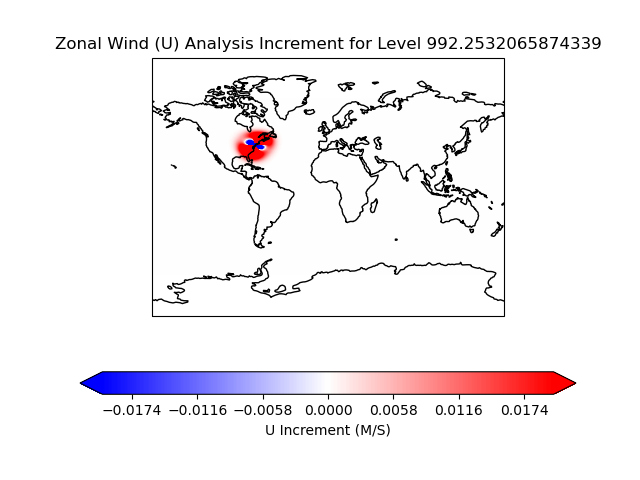 Zonal Wind (U) Analysis Increment for Level 992.2532065874339
−0.0174 −0.0116 −0.0058 0.0000 0.0058 0.0116 0.0174
U Increment (M/S)